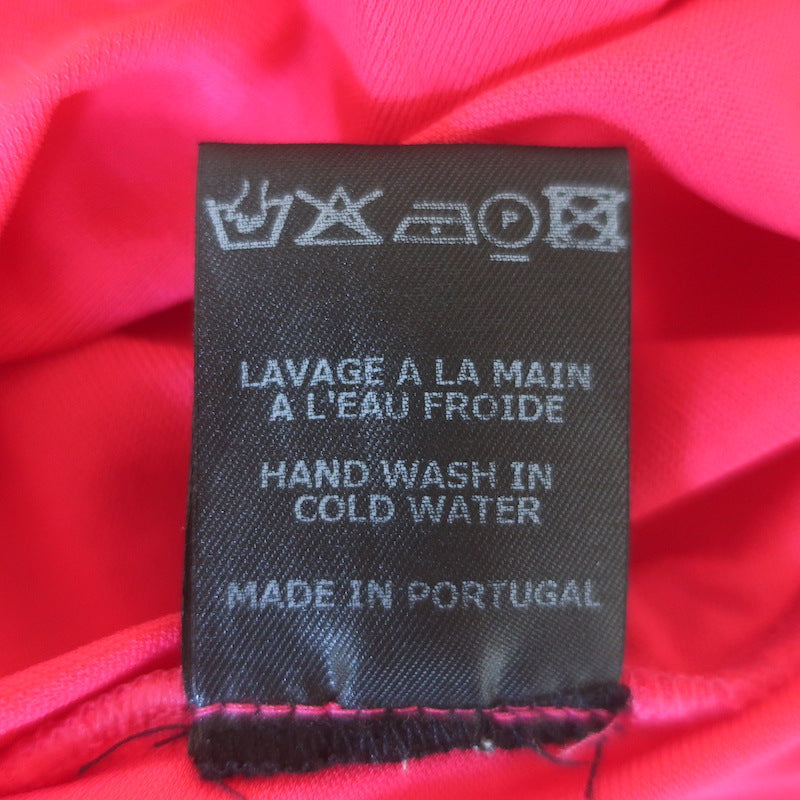 P
LAVAGE A LA MAIN
A L'EAU FROIDE
HAND WASH IN
COLD WATER
MADE IN PORTUGAL